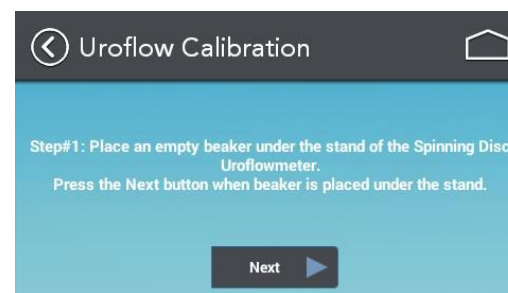 Uroflow Calibration
Step#1: Place an empty beaker under the stand of the Spinning Disc
Uroflowmeter.
Press the Next button when beaker is placed under the stand.
Next